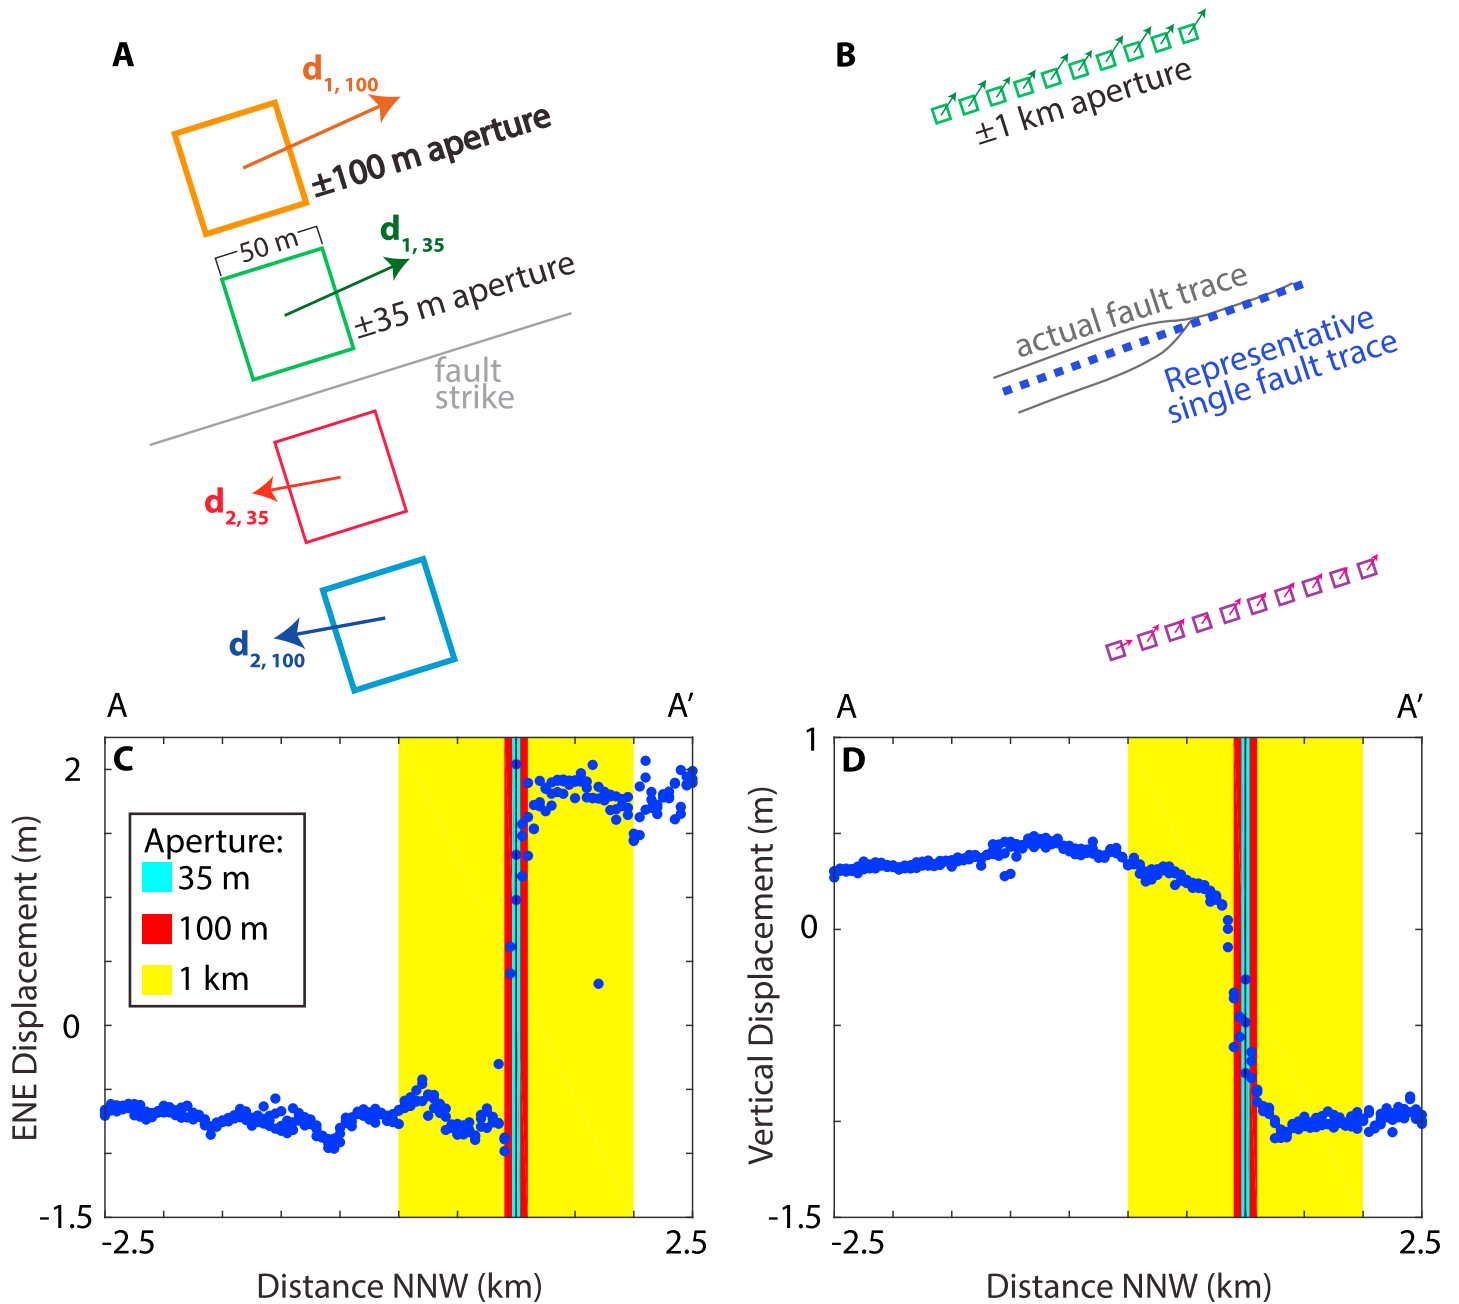 A
d1, 100
±100 m aperture
50 m
d1, 35
±35 m aperture
fault
strike
d2, 35
d2, 100
B
±1 km aperture
actual fault trace
Representative
single fault trace
A
A’
C
2
0
-1.5
ENE Displacement (m)
Aperture:
35 m
100 m
1 km
-2.5
2.5
Distance NNW (km)
A
A’
D
1
0
-1.5
Vertical Displacement (m)
-2.5
2.5
Distance NNW (km)